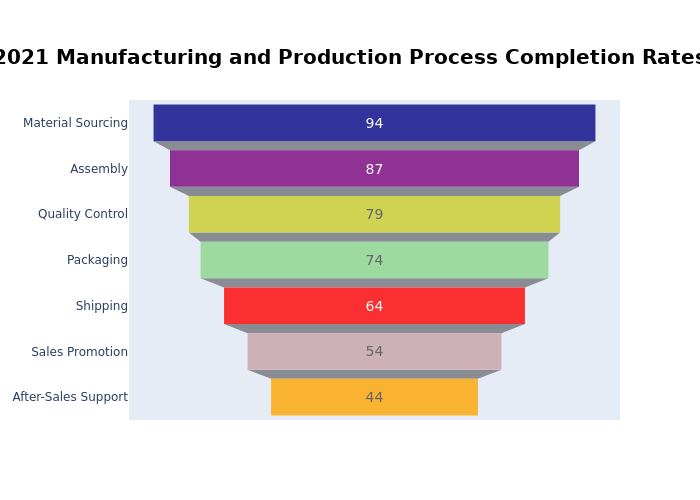 2021 Manufacturing and Production Process Completion Rates
Material Sourcing 94
Assembly 87
Quality Control 79
Packaging 74
Shipping 64
Sales Promotion 54
After-Sales Support 44